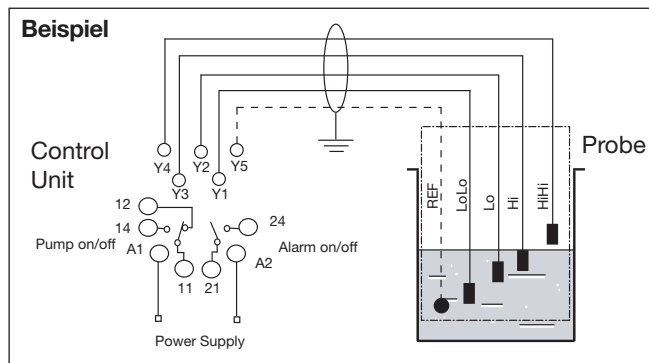 Beispiel
Control
Unit
Probe
Y4
Y3
Y2
Y1
Y5
12
14
Pump on/off
A1
11
21
A2
24
Alarm on/off
Power Supply
REF
LoLo
Lo
Hi
HiHi